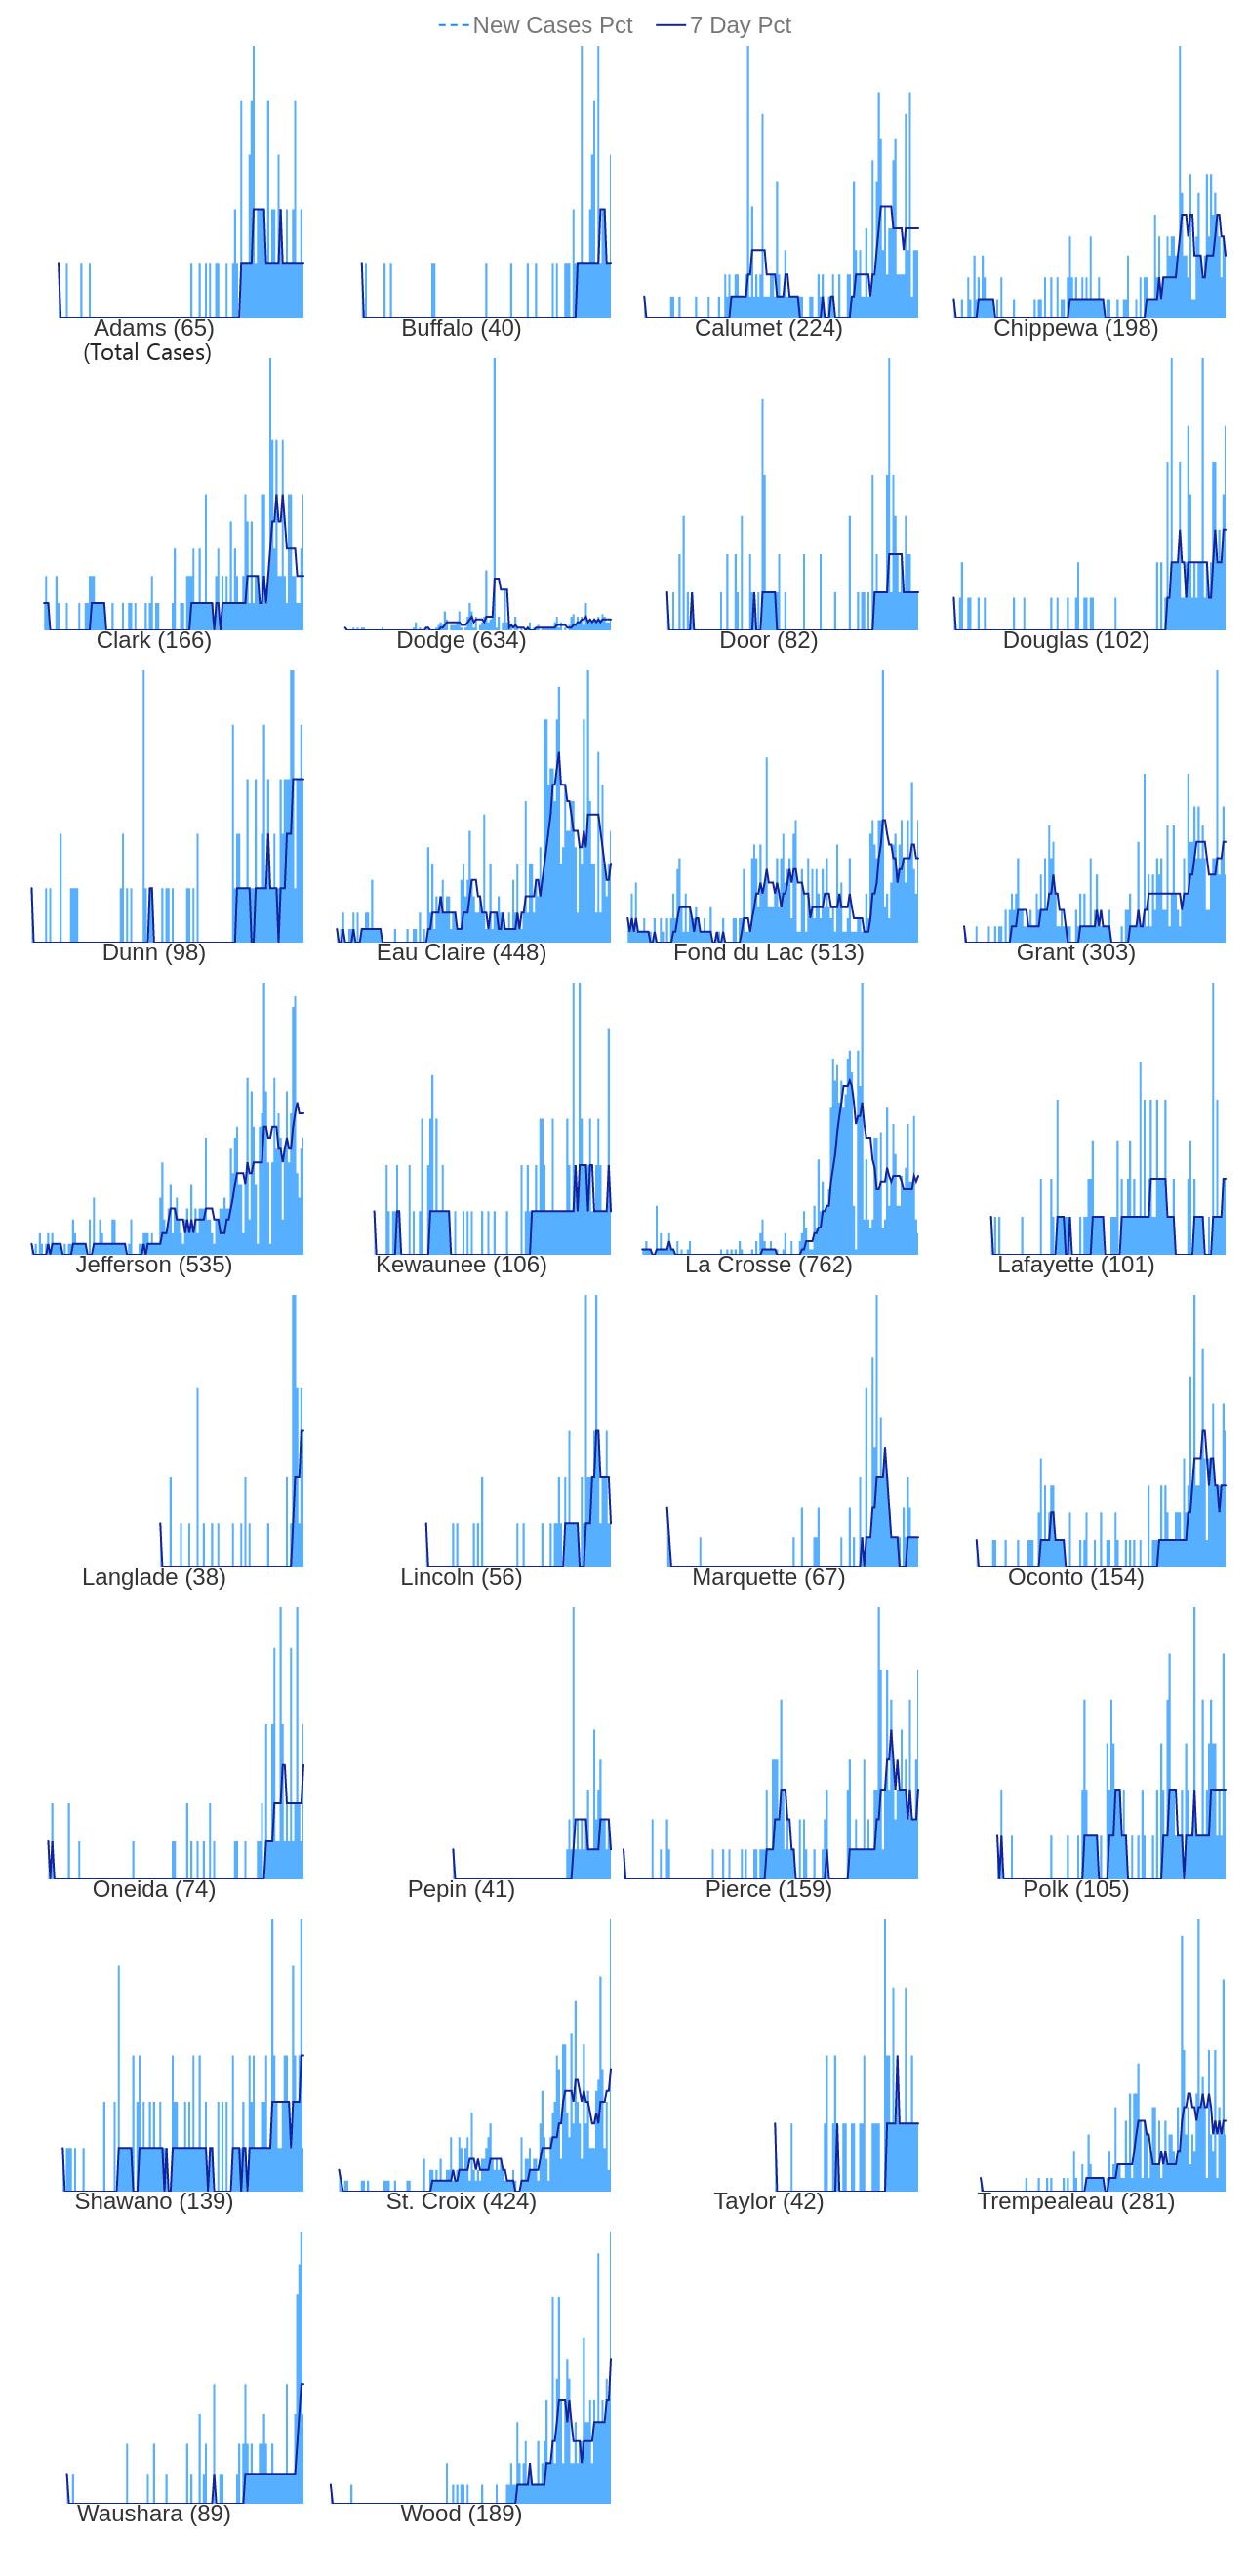 New Cases Pct 7 Day Pct
Adams (65) Buffalo (40) Calumet (224) Chippewa (198)
(Total Cases)
Clark (166) Dodge (634) Door (82) Douglas (102)
Dunn (98) Eau Claire (448) Fond du Lac (513) Grant (303)
Jefferson (535) Kewaunee (106) La Crosse (762) Lafayette (101)
Langlade (38) Lincoln (56) Marquette (67) Oconto (154)
Oneida (74) Pepin (41) Pierce (159) Polk (105)
Shawano (139) St. Croix (424) Taylor (42) Trempealeau (281)
Waushara (89) Wood (189)